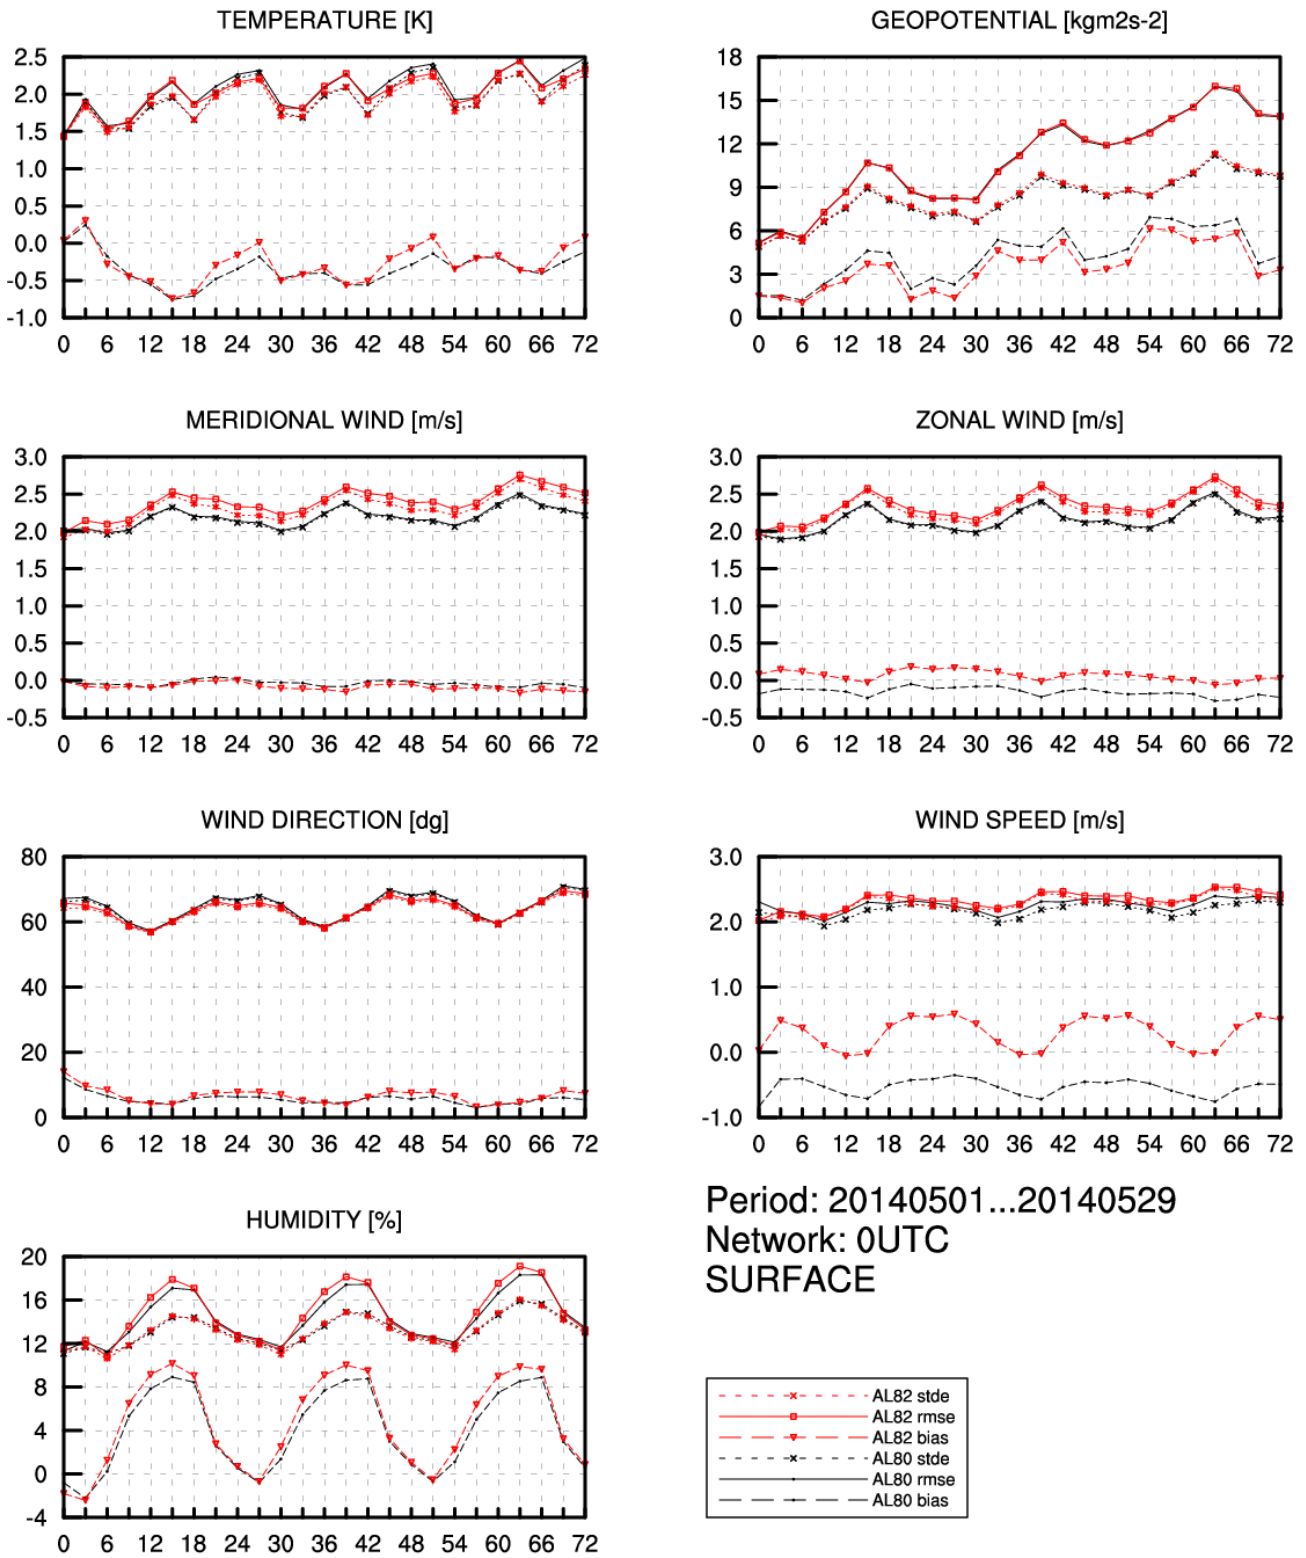 TEMPERATURE [K]
2.5
2.0
1.5
1.0
0.5
0.0
-0.5
-1.0
0 6 12 18 24 30 36 42 48 54 60 66 72
GEOPOTENTIAL [kgm2s-2]
18
15
12
9
6
3
0
0 6 12 18 24 30 36 42 48 54 60 66 72
MERIDIONAL WIND [m/s]
3.0
2.5
2.0
1.5
1.0
0.5
0.0
-0.5
0 6 12 18 24 30 36 42 48 54 60 66 72
ZONAL WIND [m/s]
3.0
2.5
2.0
1.5
1.0
0.5
0.0
-0.5
0 6 12 18 24 30 36 42 48 54 60 66 72
WIND DIRECTION [dg]
80
60
40
20
0
0 6 12 18 24 30 36 42 48 54 60 66 72
WIND SPEED [m/s]
3.0
2.0
1.0
0.0
-1.0
0 6 12 18 24 30 36 42 48 54 60 66 72
HUMIDITY [%]
20
16
12
8
4
0
-4
0 6 12 18 24 30 36 42 48 54 60 66 72
Period: 20140501...20140529
Network: 0UTC
SURFACE
AL82 stde
AL82 rmse
AL82 bias
AL80 stde
AL80 rmse
AL80 bias